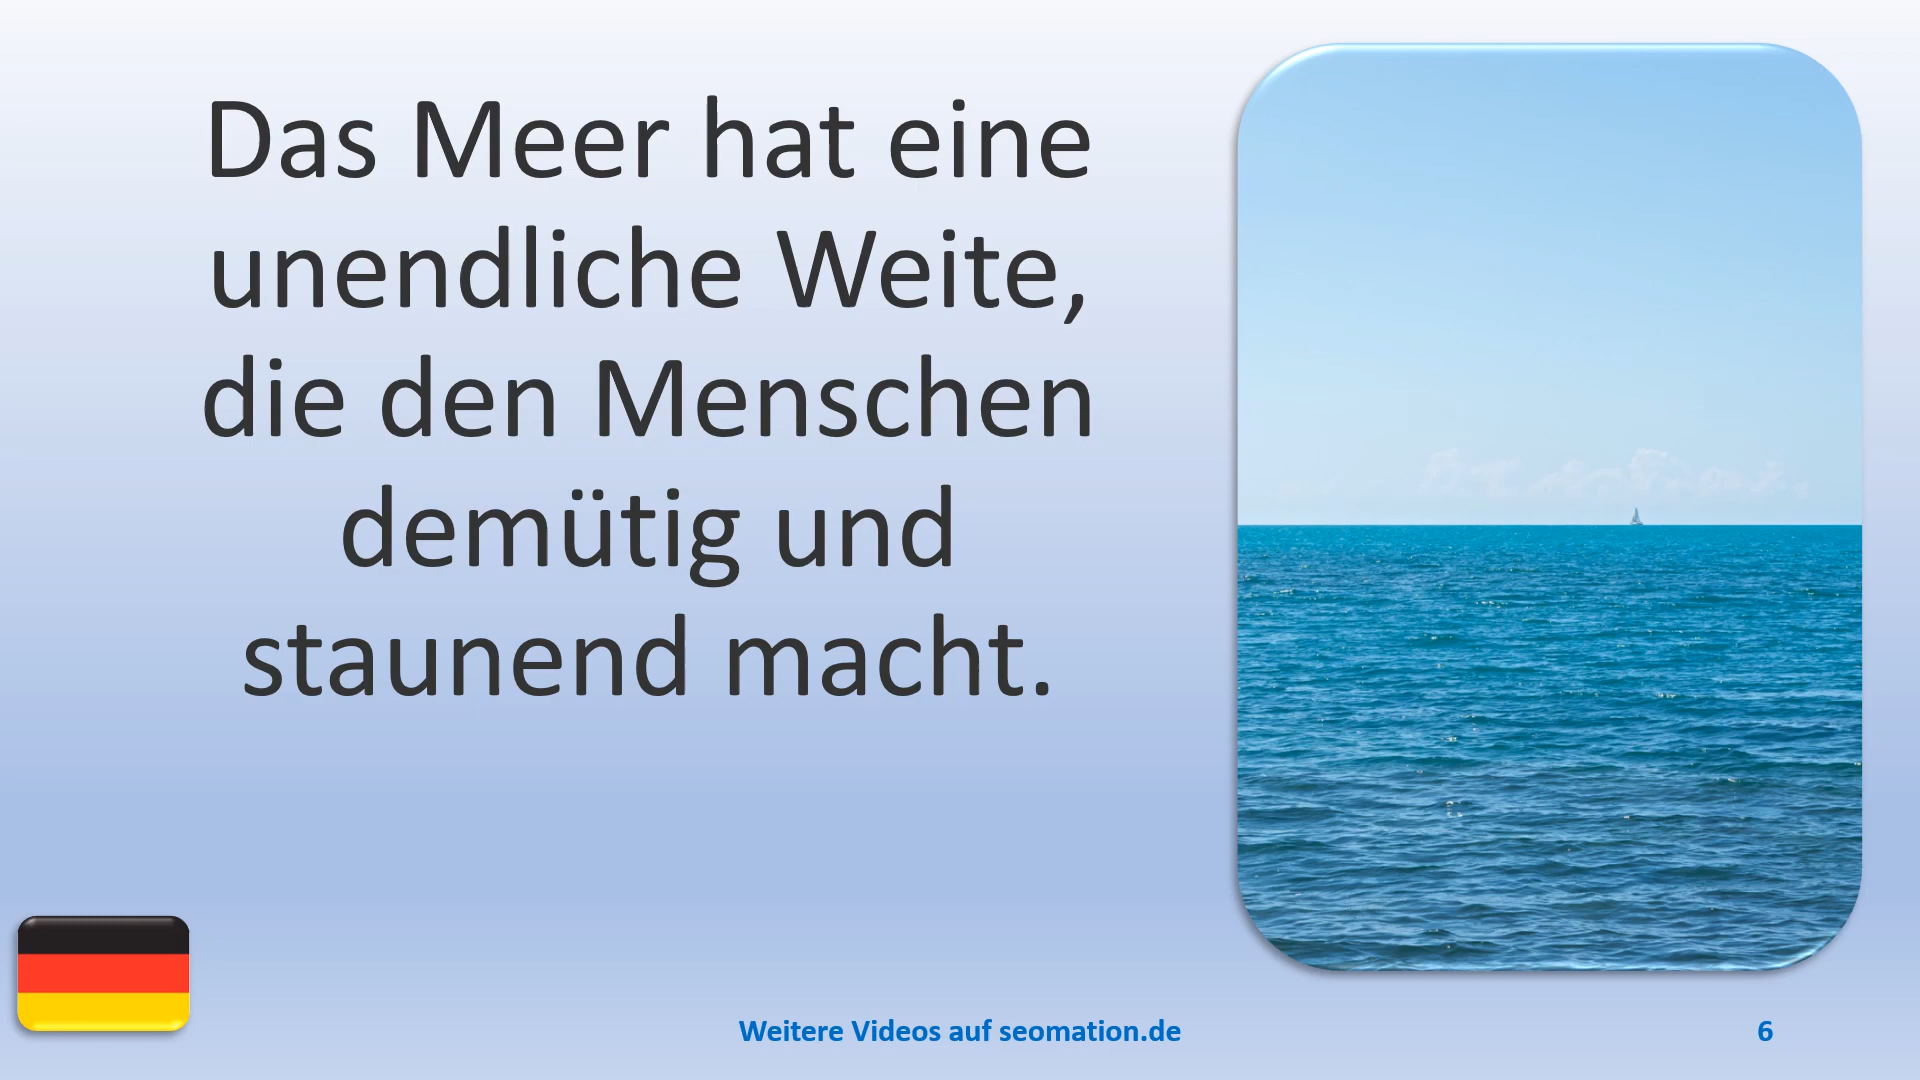 Das Meer hat eine
unendliche Weite,
die den Menschen
demütig und
staunend macht.
Weitere Videos auf seomation.de
6